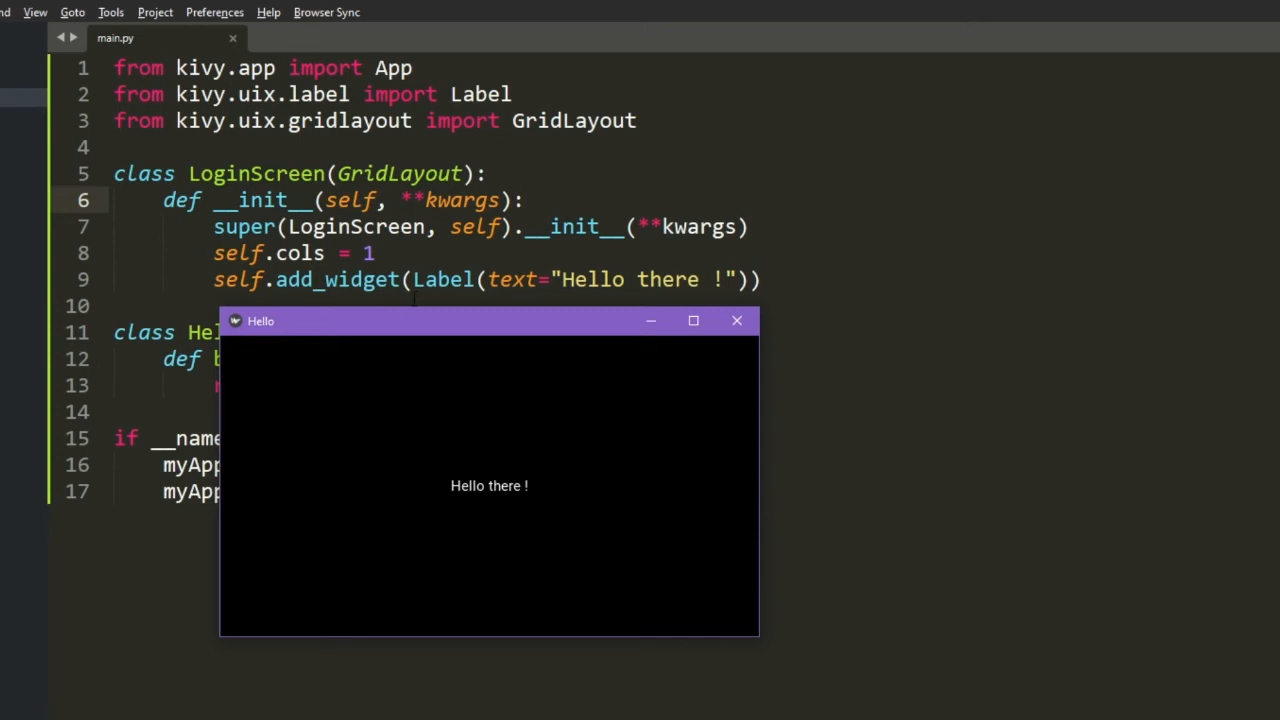 nd View Goto Tools Project Preferences Help Browser Sync
main.py
1 from kivy.app import App
2 from kivy.uix.label import Label
3 from kivy.uix.gridlayout import GridLayout
4
5 class LoginScreen(GridLayout):
6 def __init__(self, **kwargs):
7 super(LoginScreen, self).__init__(**kwargs)
8 self.cols = 1
9 self.add_widget(Label(text="Hello there !"))
10
11 class Hel
12 def b
13 r
14
15 if __name
16 myApp
17 myApp
Hello
Hello there !